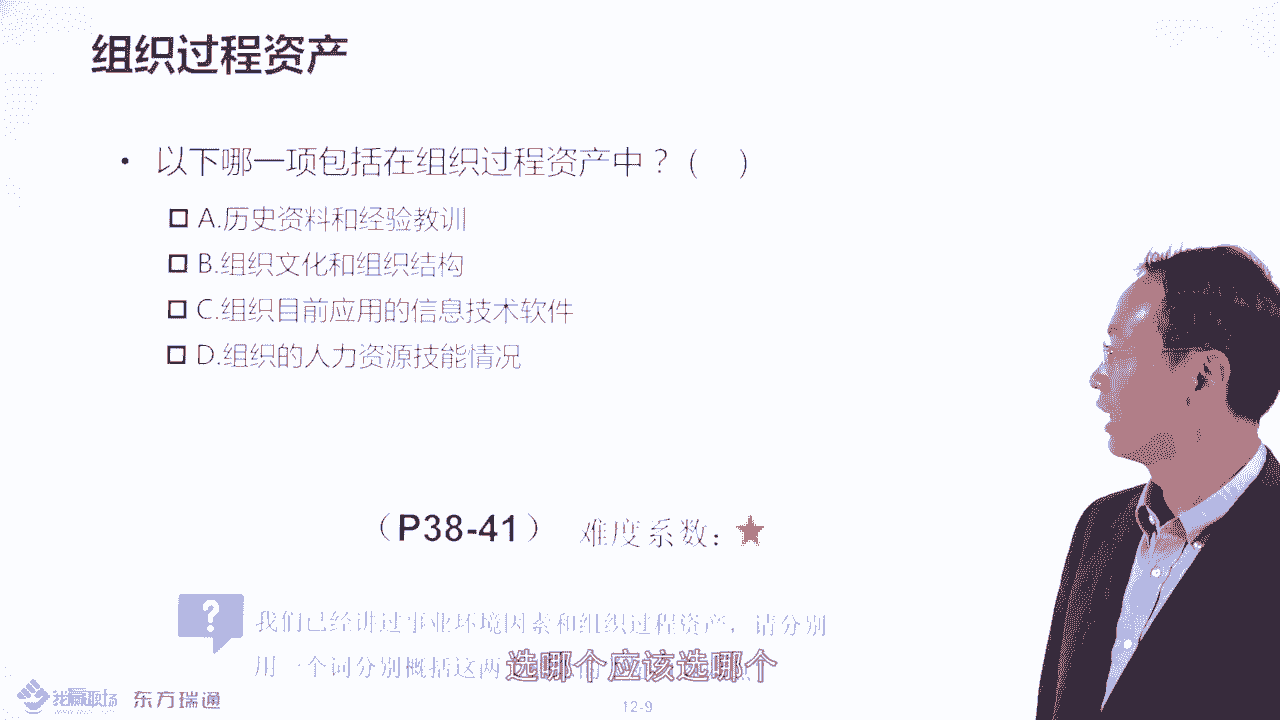 组织过程资产
• 以下哪一项包括在组织过程资产中？（ ）
A.历史资料和经验教训
B.组织文化和组织结构
C.组织目前应用的信息技术软件
D.组织的人力资源技能情况
（P38-41） 难度系数：★
? 我们已经讲过事业环境因素和组织过程资产，请分别
用一个词分别概括这两
选哪个应该选哪个
东方瑞通
12-9